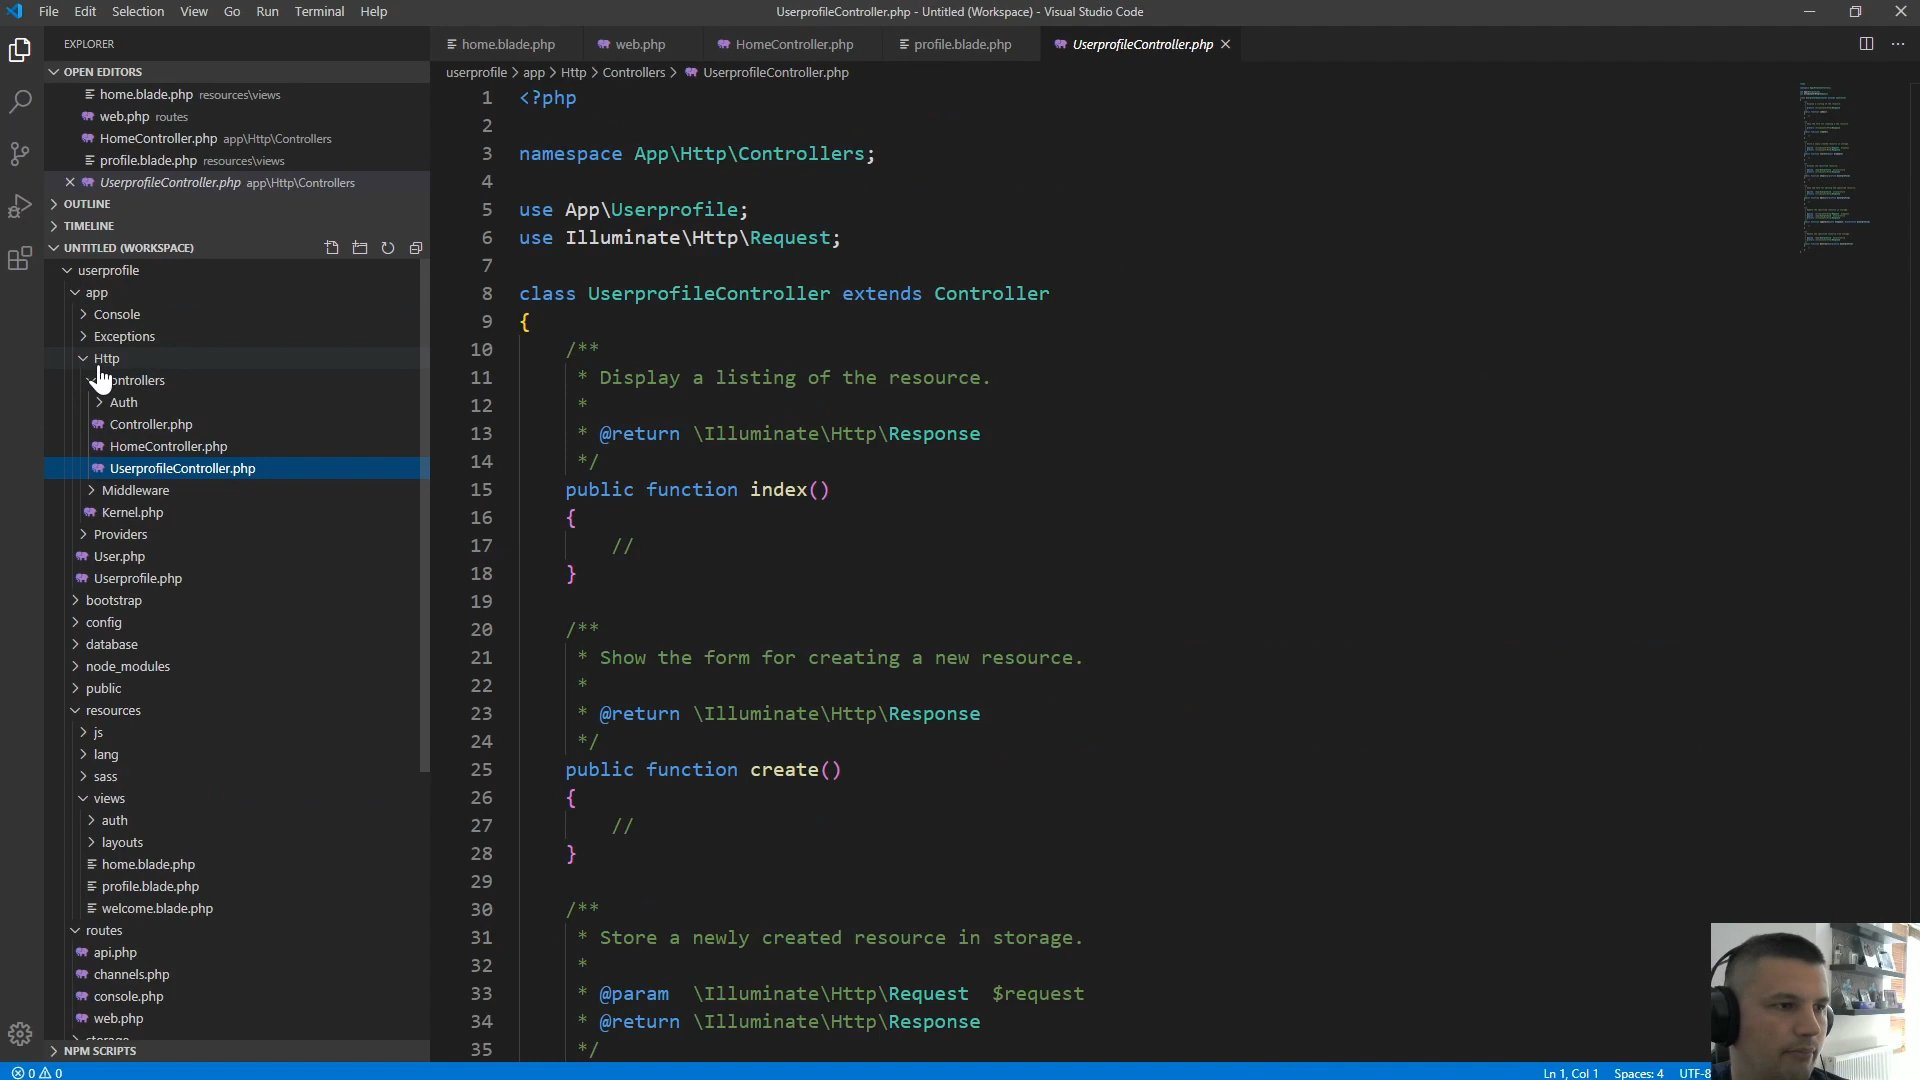 File Edit Selection View Go Run Terminal Help
UserprofileController.php - Untitled (Workspace) - Visual Studio Code
EXPLORER
OPEN EDITORS
home.blade.php resources\views
web.php routes
HomeController.php app\Http\Controllers
profile.blade.php resources\views
UserprofileController.php app\Http\Controllers
OUTLINE
TIMELINE
UNTITLED (WORKSPACE)
userprofile
app
Console
Exceptions
Http
ontrollers
Auth
Controller.php
HomeController.php
UserprofileController.php
Middleware
Kernel.php
Providers
User.php
Userprofile.php
bootstrap
config
database
node_modules
public
resources
js
lang
sass
views
auth
layouts
home.blade.php
profile.blade.php
welcome.blade.php
routes
api.php
channels.php
console.php
web.php
storage
NPM SCRIPTS
home.blade.php web.php HomeController.php profile.blade.php UserprofileController.php
userprofile > app > Http > Controllers > UserprofileController.php
1 <?php
2
3 namespace App\Http\Controllers;
4
5 use App\Userprofile;
6 use Illuminate\Http\Request;
7
8 class UserprofileController extends Controller
9 {
10 /**
11 * Display a listing of the resource.
12 *
13 * @return \Illuminate\Http\Response
14 */
15 public function index()
16 {
17 //
18 }
19
20 /**
21 * Show the form for creating a new resource.
22 *
23 * @return \Illuminate\Http\Response
24 */
25 public function create()
26 {
27 //
28 }
29
30 /**
31 * Store a newly created resource in storage.
32 *
33 * @param \Illuminate\Http\Request $request
34 * @return \Illuminate\Http\Response
35 */
0 0
Ln 1, Col 1 Spaces: 4 UTF-8